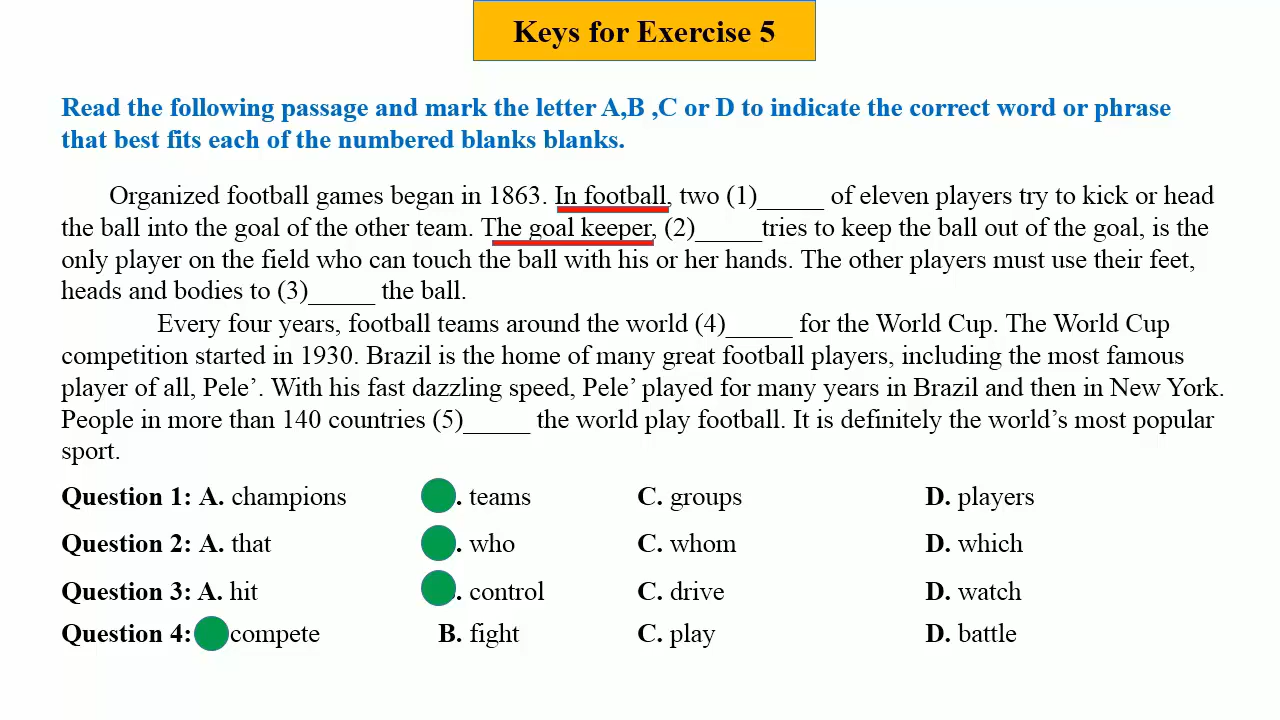 Keys for Exercise 5
Read the following passage and mark the letter A,B ,C or D to indicate the correct word or phrase
that best fits each of the numbered blanks blanks.
Organized football games began in 1863. In football, two (1)_____ of eleven players try to kick or head
the ball into the goal of the other team. The goal keeper, (2)_____tries to keep the ball out of the goal, is the
only player on the field who can touch the ball with his or her hands. The other players must use their feet,
heads and bodies to (3)_____ the ball.
Every four years, football teams around the world (4)_____ for the World Cup. The World Cup
competition started in 1930. Brazil is the home of many great football players, including the most famous
player of all, Pele’. With his fast dazzling speed, Pele’ played for many years in Brazil and then in New York.
People in more than 140 countries (5)_____ the world play football. It is definitely the world’s most popular
sport.
Question 1: A. champions . teams C. groups D. players
Question 2: A. that . who C. whom D. which
Question 3: A. hit . control C. drive D. watch
Question 4: compete B. fight C. play D. battle